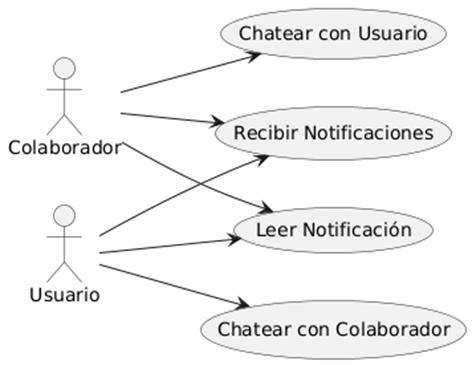 Chatear con Usuario
Recibir Notificaciones
Colaborador
Leer Notificación
Usuario
Chatear con Colaborador